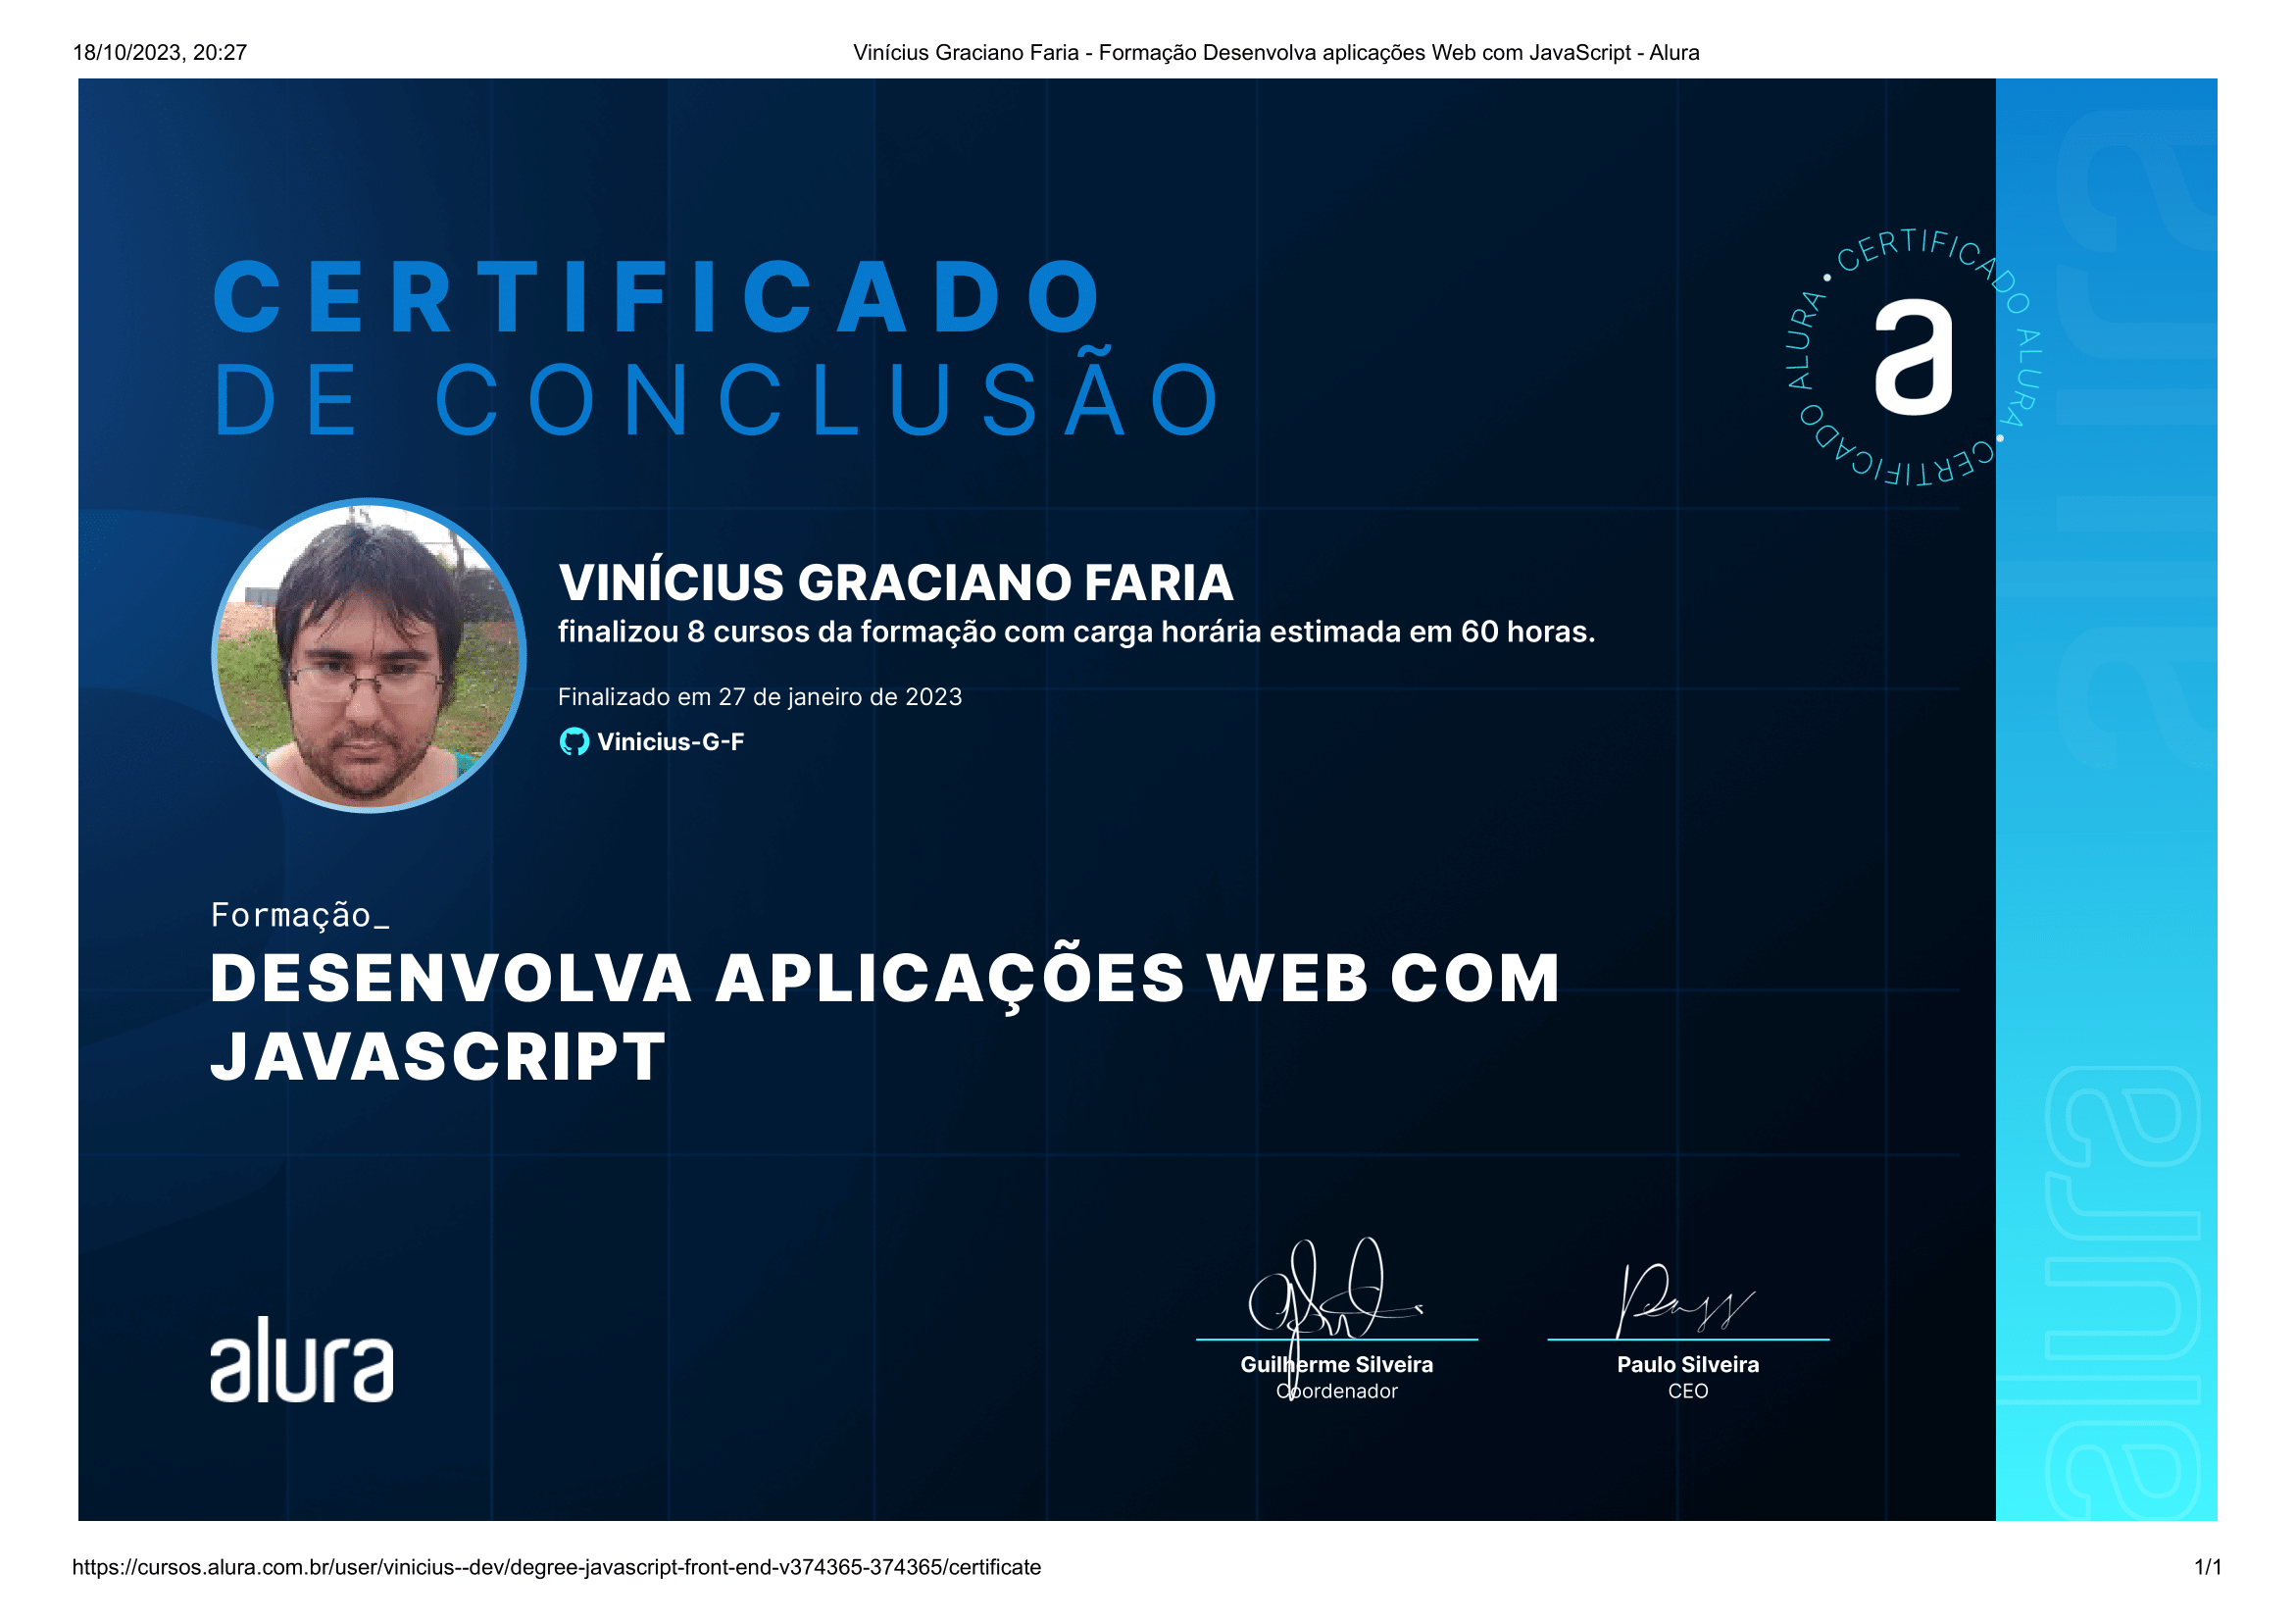 18/10/2023, 20:27
Vinícius Graciano Faria - Formação Desenvolva aplicações Web com JavaScript - Alura
CERTIFICADO
DE CONCLUSÃO
CERTIFICADO ALURA • CERTIFICADO ALURA •
a
VINÍCIUS GRACIANO FARIA
finalizou 8 cursos da formação com carga horária estimada em 60 horas.
Finalizado em 27 de janeiro de 2023
Vinicius-G-F
Formação_
DESENVOLVA APLICAÇÕES WEB COM
JAVASCRIPT
alura
Guilherme Silveira
Coordenador
Paulo Silveira
CEO
alura
alura
https://cursos.alura.com.br/user/vinicius--dev/degree-javascript-front-end-v374365-374365/certificate
1/1